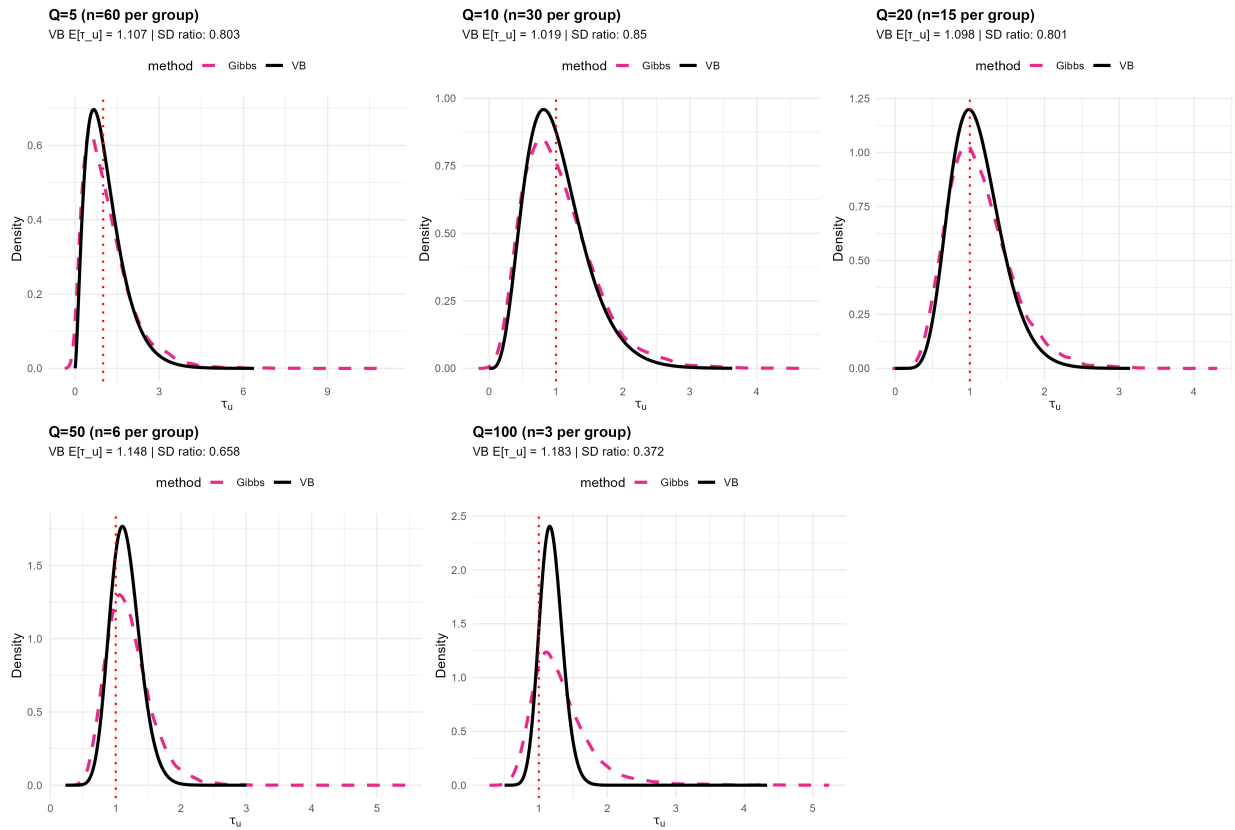 Q=5 (n=60 per group)
VB E[τ_u] = 1.107 | SD ratio: 0.803
method Gibbs VB
Density
0.0
0.2
0.4
0.6
0 3 6 9
τu
Q=10 (n=30 per group)
VB E[τ_u] = 1.019 | SD ratio: 0.85
method Gibbs VB
Density
0.00
0.25
0.50
0.75
1.00
0 1 2 3 4
τu
Q=20 (n=15 per group)
VB E[τ_u] = 1.098 | SD ratio: 0.801
method Gibbs VB
Density
0.00
0.25
0.50
0.75
1.00
1.25
0 1 2 3 4
τu
Q=50 (n=6 per group)
VB E[τ_u] = 1.148 | SD ratio: 0.658
method Gibbs VB
Density
0.0
0.5
1.0
1.5
0 1 2 3 4 5
τu
Q=100 (n=3 per group)
VB E[τ_u] = 1.183 | SD ratio: 0.372
method Gibbs VB
Density
0.0
0.5
1.0
1.5
2.0
2.5
1 2 3 4 5
τu